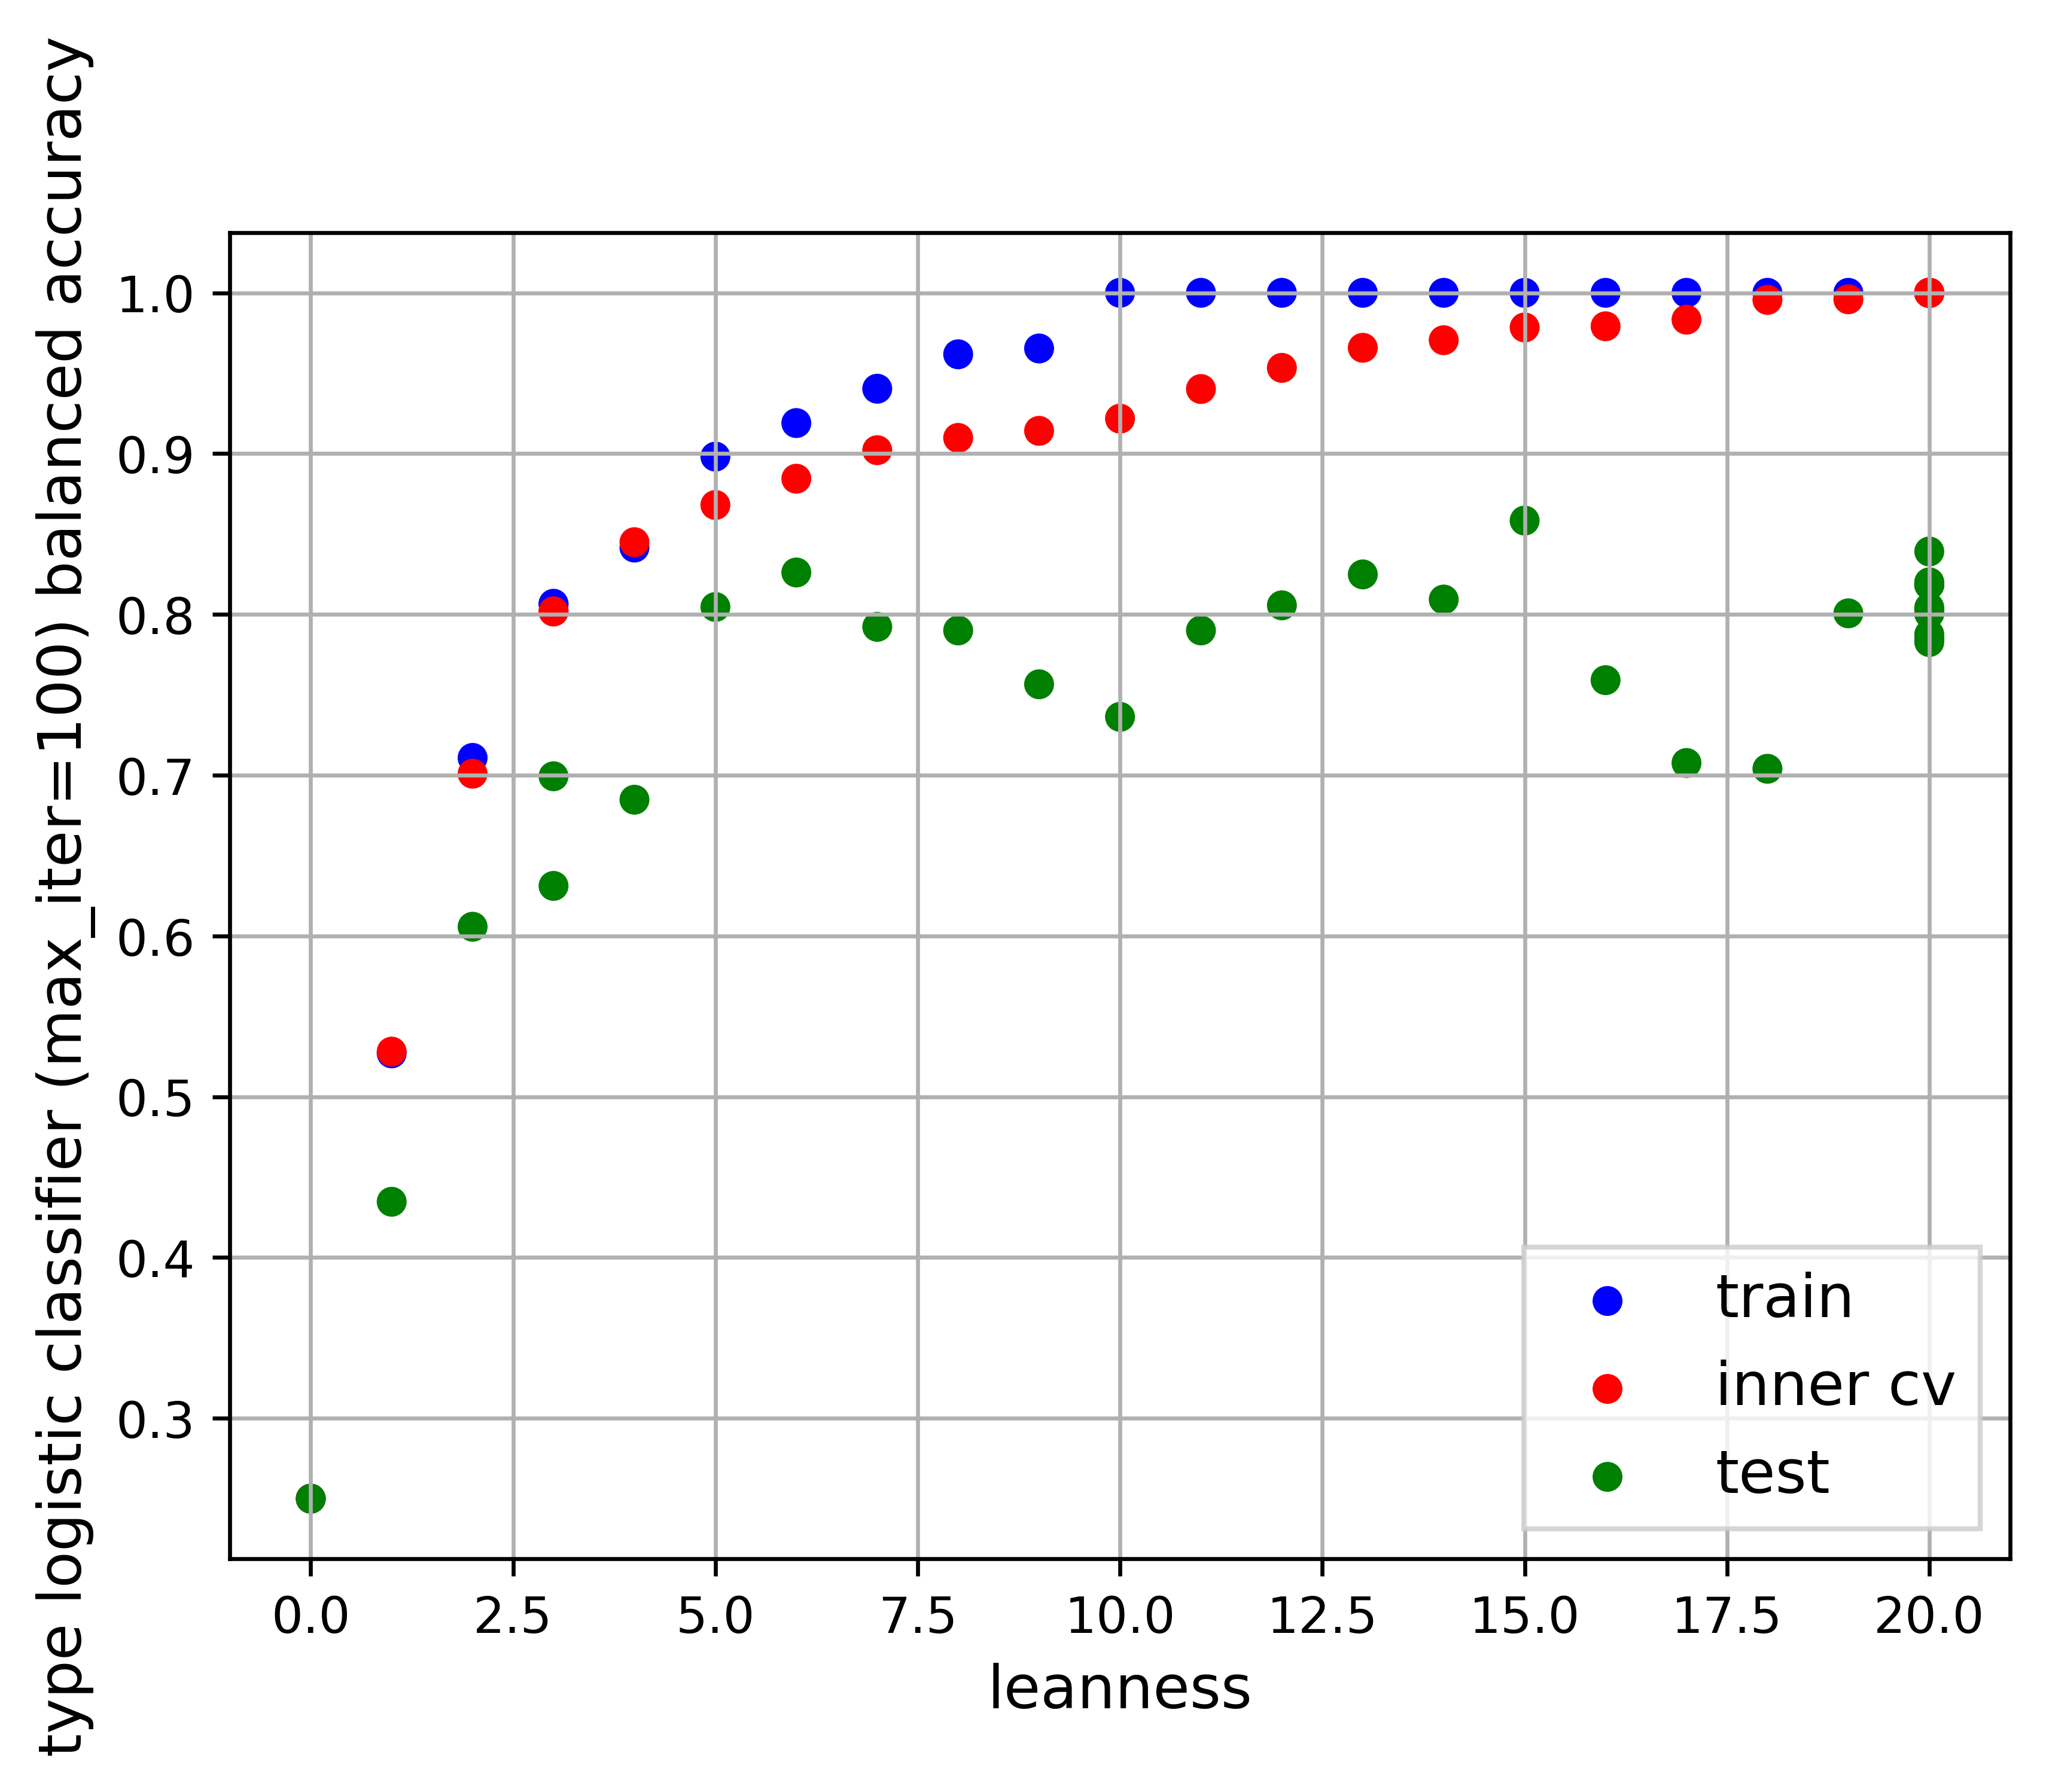 type logistic classifier (max_iter=100) balanced accuracy
1.0
0.9
0.8
0.7
0.6
0.5
0.4
0.3
train
inner cv
test
0.0 2.5 5.0 7.5 10.0 12.5 15.0 17.5 20.0
leanness